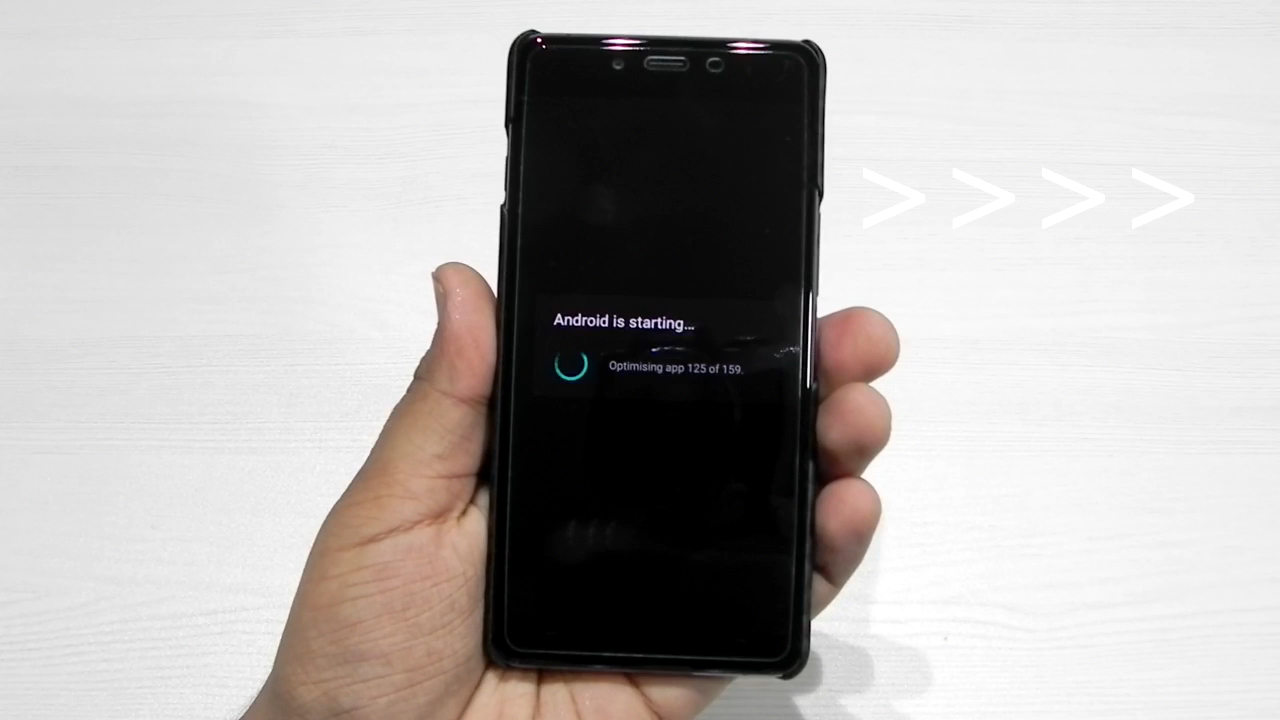 > > > >
Android is starting...
Optimising app 125 of 159.